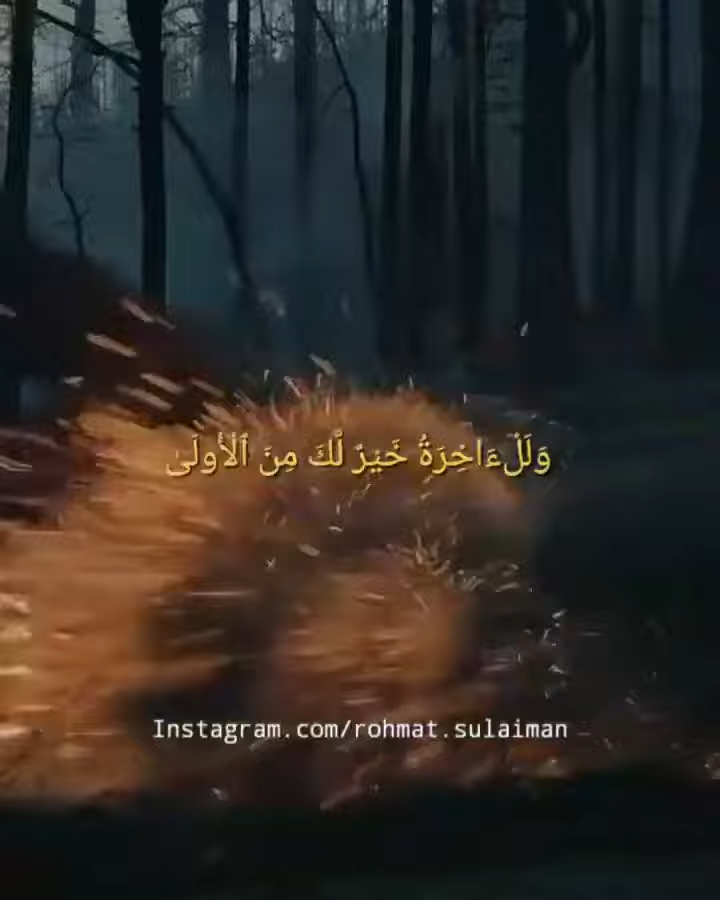 وَلَلْءَاخِرَةُ خَيْرٌ لَّكَ مِنَ ٱلْأُولَىٰ
Instagram.com/rohmat.sulaiman